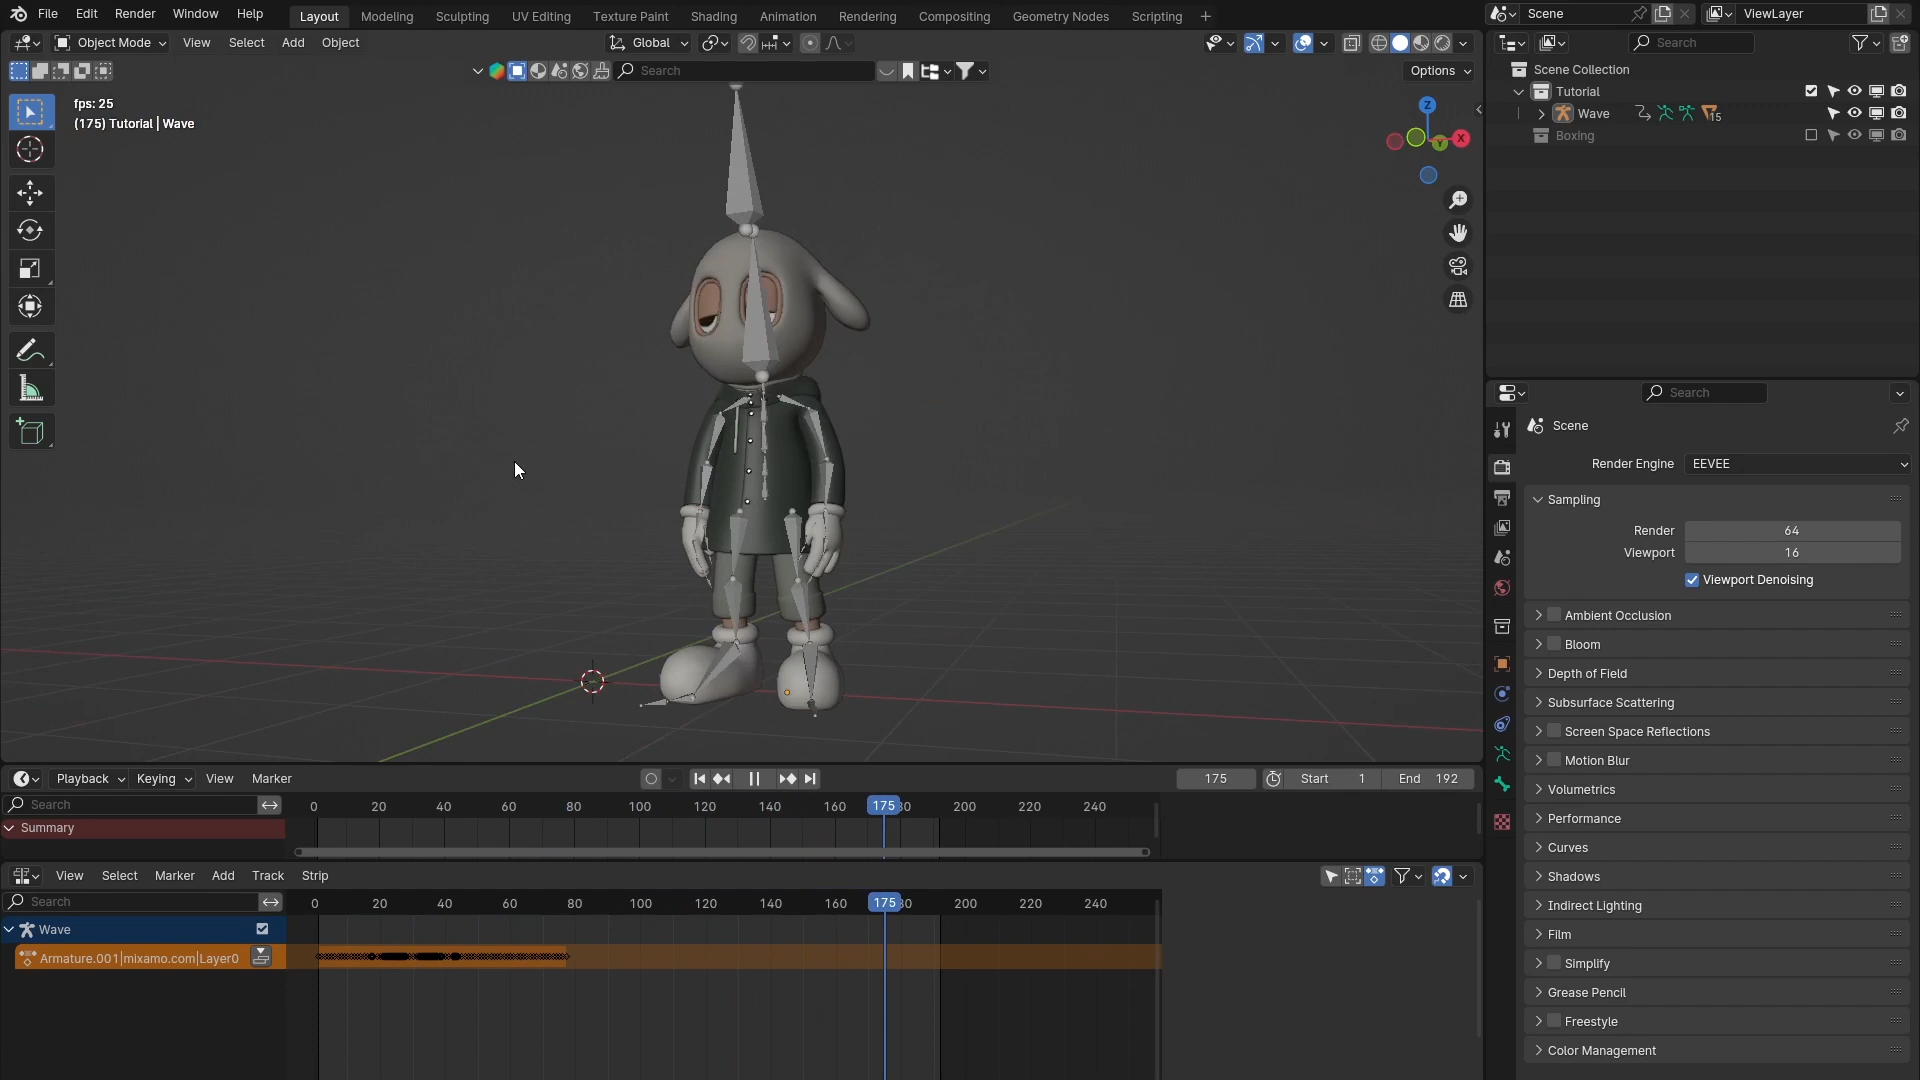 File Edit Render Window Help Layout Modeling Sculpting UV Editing Texture Paint Shading Animation Rendering Compositing Geometry Nodes Scripting + Scene ViewLayer
Object Mode View Select Add Object Global Search
Search Options
fps: 25
(175) Tutorial | Wave
Z
X
Y
Scene Collection
Tutorial
Wave 15
Boxing
Search
Scene
Render Engine EEVEE
Sampling
Render 64
Viewport 16
Viewport Denoising
Ambient Occlusion
Bloom
Depth of Field
Subsurface Scattering
Screen Space Reflections
Motion Blur
Volumetrics
Performance
Curves
Shadows
Indirect Lighting
Film
Simplify
Grease Pencil
Freestyle
Color Management
Playback Keying View Marker 175 Start 1 End 192
Search 0 20 40 60 80 100 120 140 160 175 80 200 220 240
Summary
View Select Marker Add Track Strip
Search 0 20 40 60 80 100 120 140 160 175 80 200 220 240
Wave
Armature.001|mixamo.com|Layer0